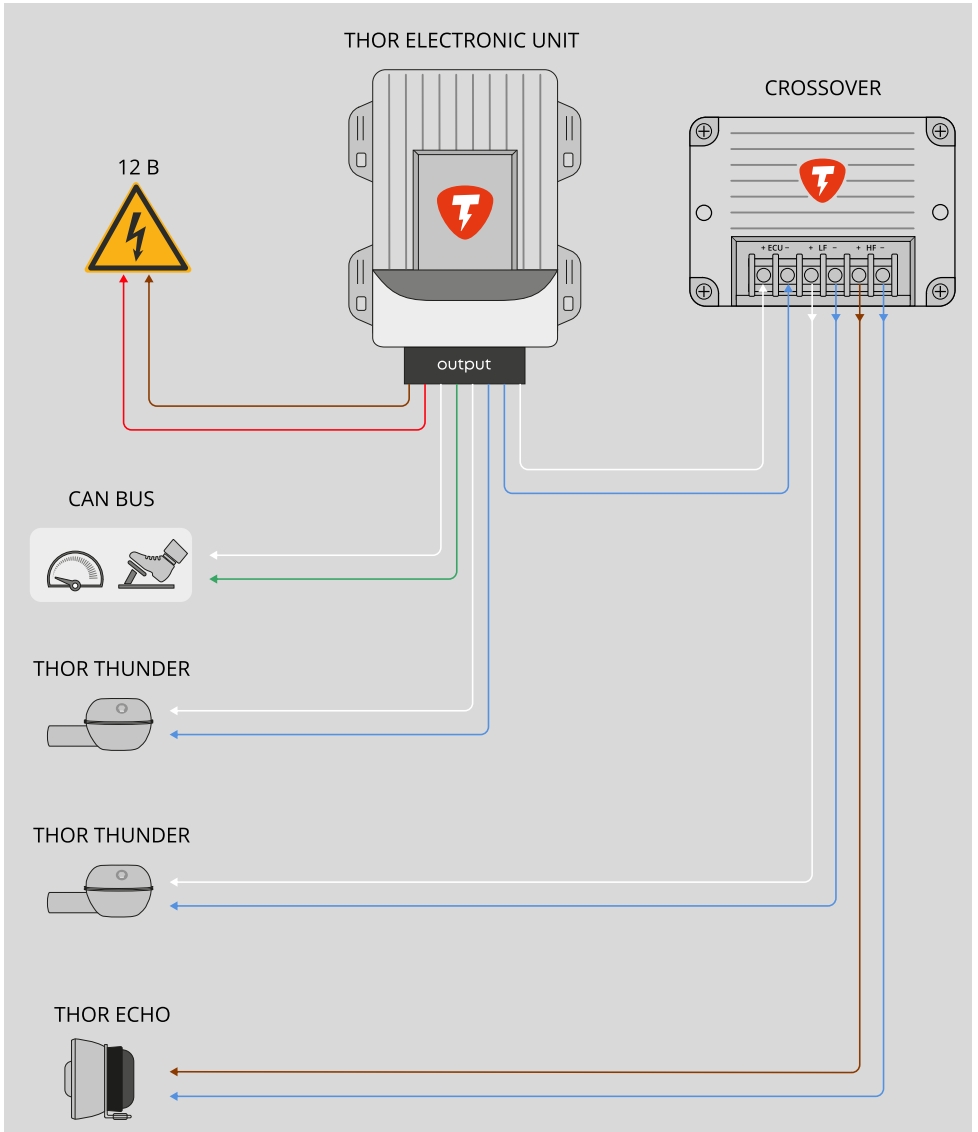 THOR ELECTRONIC UNIT
CROSSOVER
12 В
+ ECU − + LF − + HF −
output
CAN BUS
THOR THUNDER
THOR THUNDER
THOR ECHO